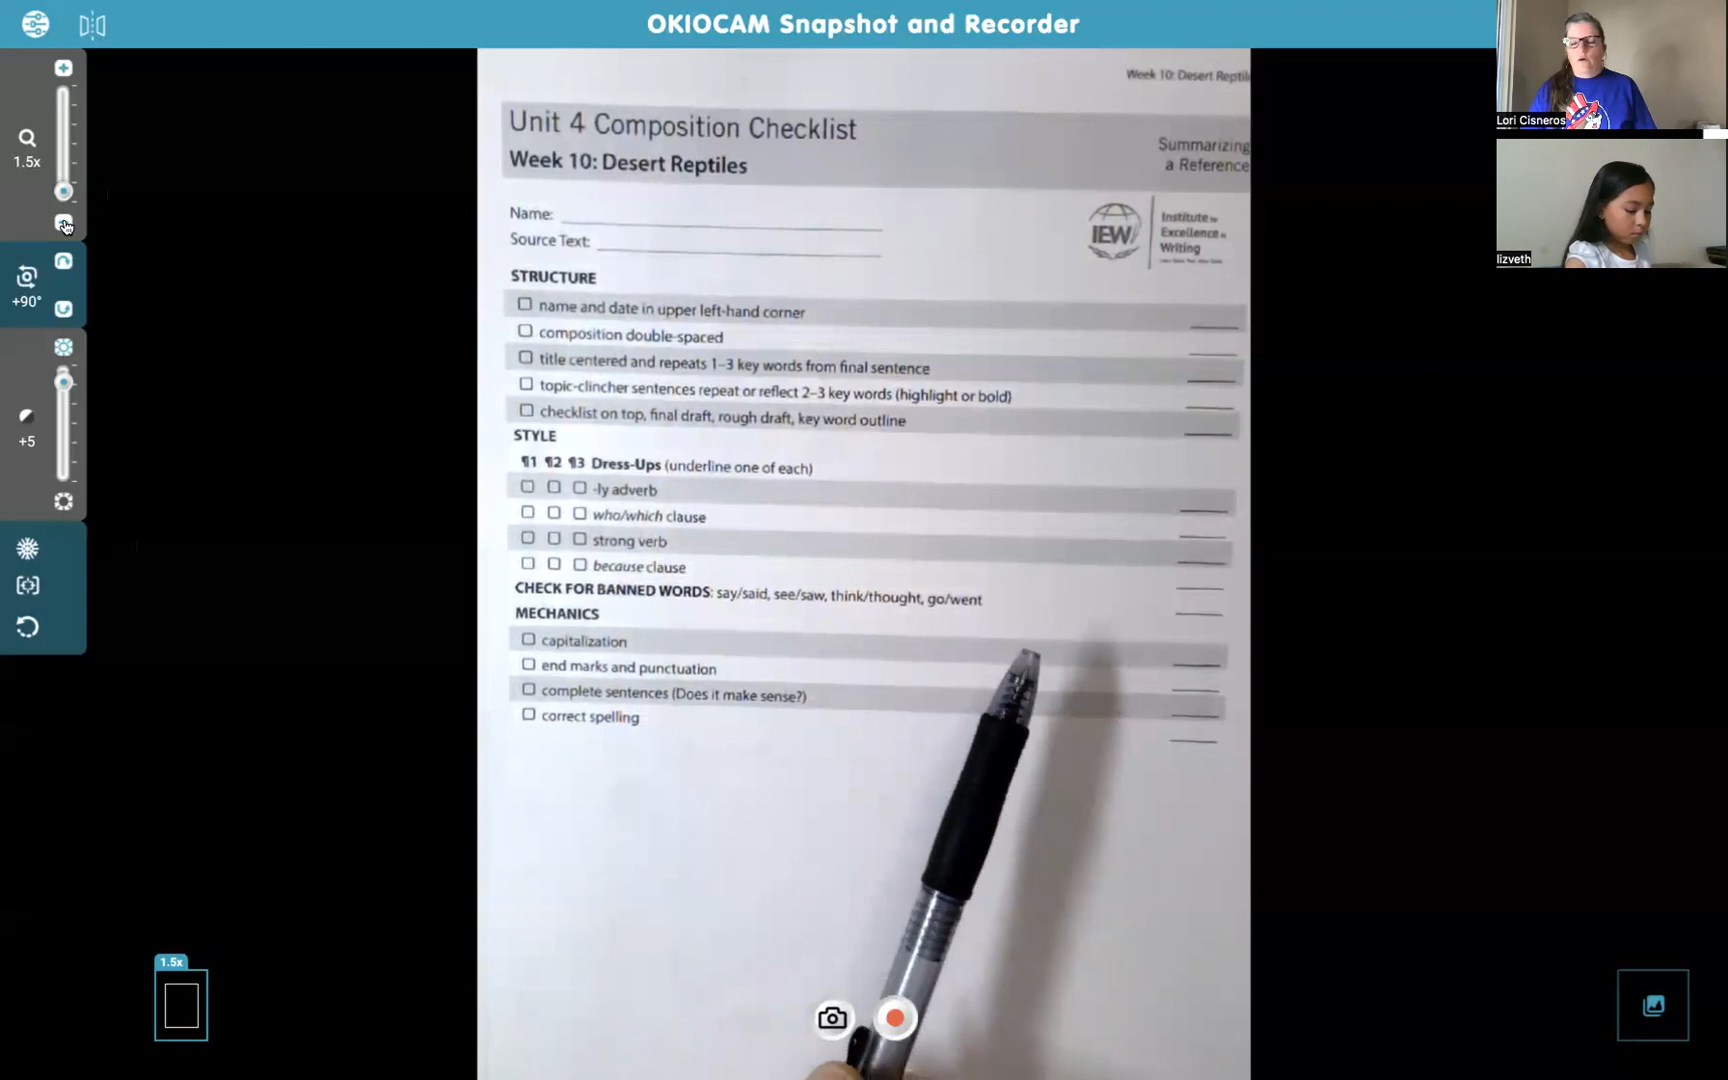 OKIOCAM Snapshot and Recorder
Lori Cisneros
lizveth
1.5x
+90°
+5
1.5x
Week 10: Desert
Unit 4 Composition Checklist
Week 10: Desert Reptiles
Summarizing
a Reference
Name:
Source Text:
IEW
Institute for
Excellence in
Writing
STRUCTURE
name and date in upper left-hand corner
composition double-spaced
title centered and repeats 1–3 key words from final sentence
topic-clincher sentences repeat or reflect 2–3 key words (highlight or bold)
checklist on top, final draft, rough draft, key word outline
STYLE
¶1 ¶2 ¶3 Dress-Ups (underline one of each)
-ly adverb
who/which clause
strong verb
because clause
CHECK FOR BANNED WORDS: say/said, see/saw, think/thought, go/went
MECHANICS
capitalization
end marks and punctuation
complete sentences (Does it make sense?)
correct spelling